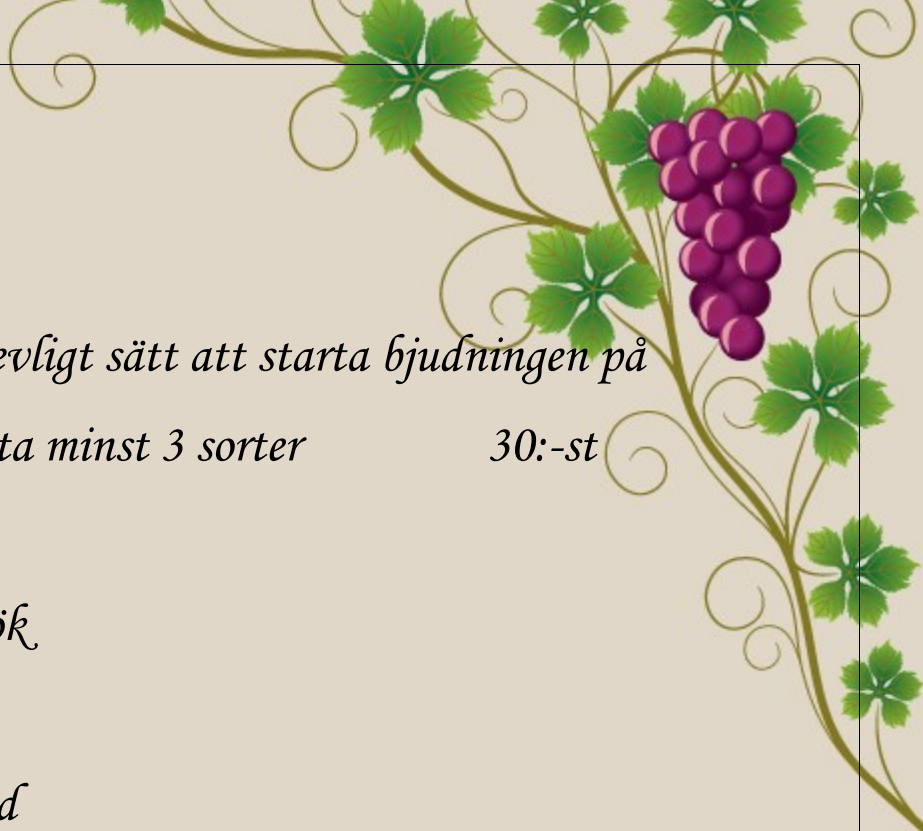 evligt sätt att starta bjudningen på
ta minst 3 sorter 30:-st
ök
d